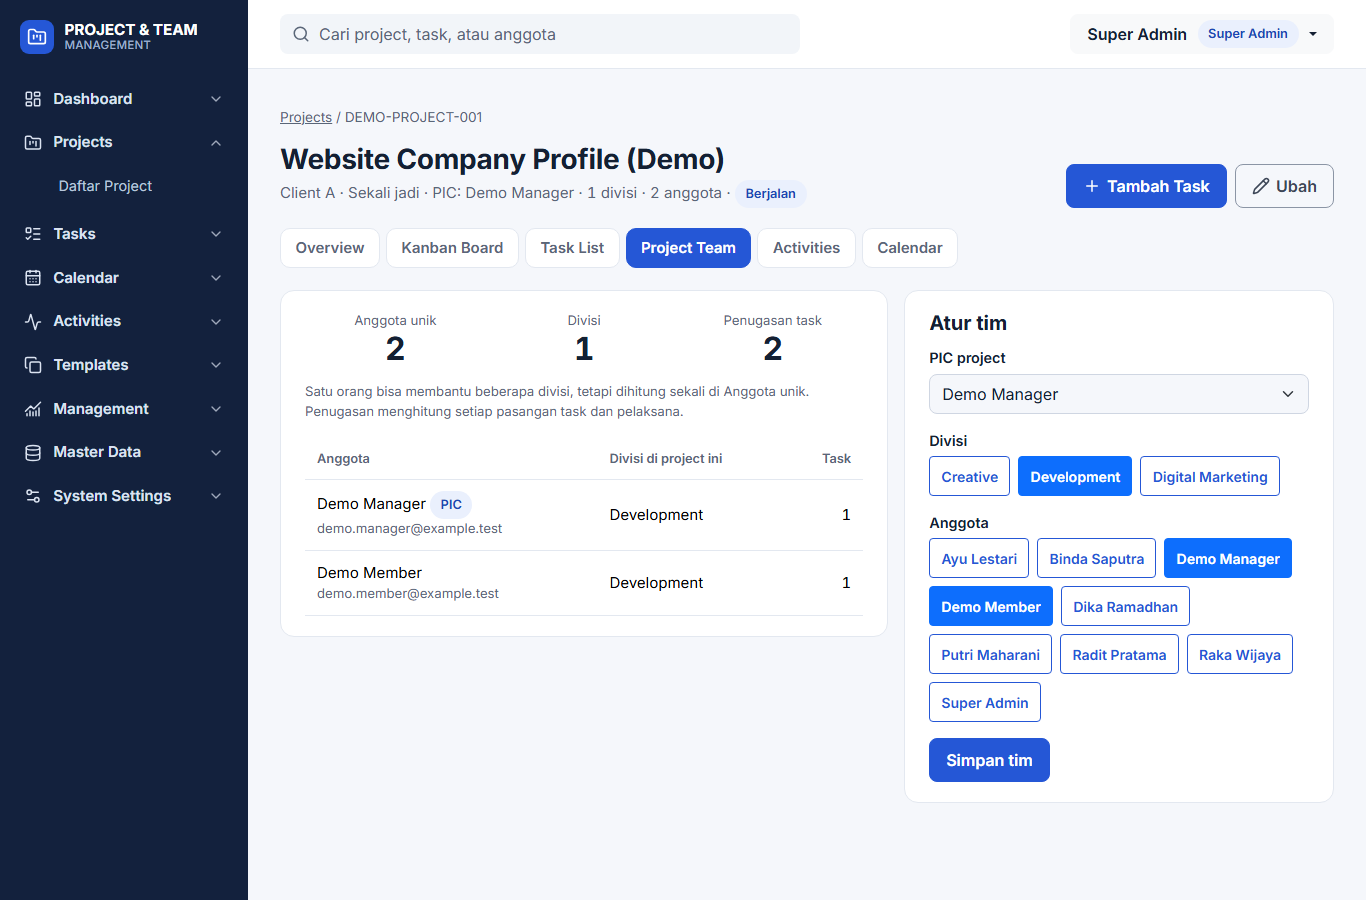 PROJECT & TEAM
MANAGEMENT
Dashboard
Projects
Daftar Project
Tasks
Calendar
Activities
Templates
Management
Master Data
System Settings
Cari project, task, atau anggota
Super Admin Super Admin
Projects / DEMO-PROJECT-001
Website Company Profile (Demo)
Client A · Sekali jadi · PIC: Demo Manager · 1 divisi · 2 anggota · Berjalan
Tambah Task Ubah
Overview Kanban Board Task List Project Team Activities Calendar
Anggota unik Divisi Penugasan task
2 1 2
Satu orang bisa membantu beberapa divisi, tetapi dihitung sekali di Anggota unik.
Penugasan menghitung setiap pasangan task dan pelaksana.
Anggota Divisi di project ini Task
Demo Manager PIC Development 1
demo.manager@example.test
Demo Member Development 1
demo.member@example.test
Atur tim
PIC project
Demo Manager
Divisi
Creative Development Digital Marketing
Anggota
Ayu Lestari Binda Saputra Demo Manager
Demo Member Dika Ramadhan
Putri Maharani Radit Pratama Raka Wijaya
Super Admin
Simpan tim